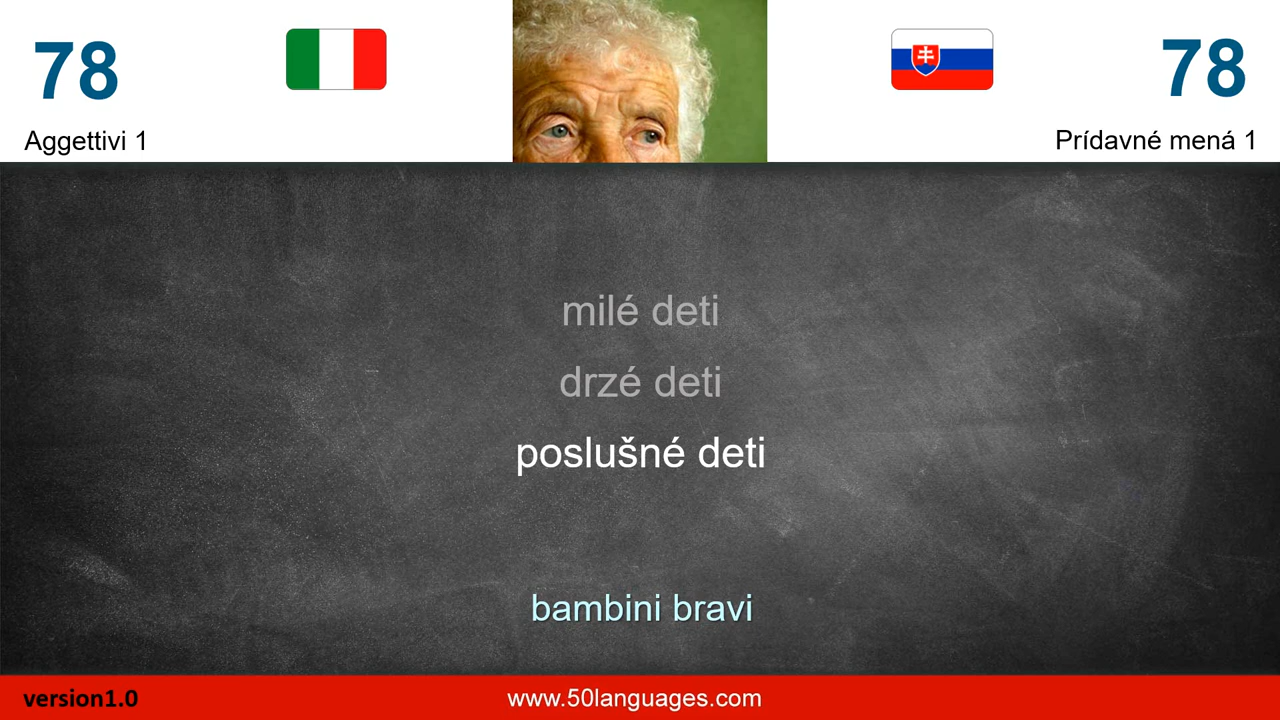 78
78
Aggettivi 1
Prídavné mená 1
milé deti
drzé deti
poslušné deti
bambini bravi
version1.0
www.50languages.com